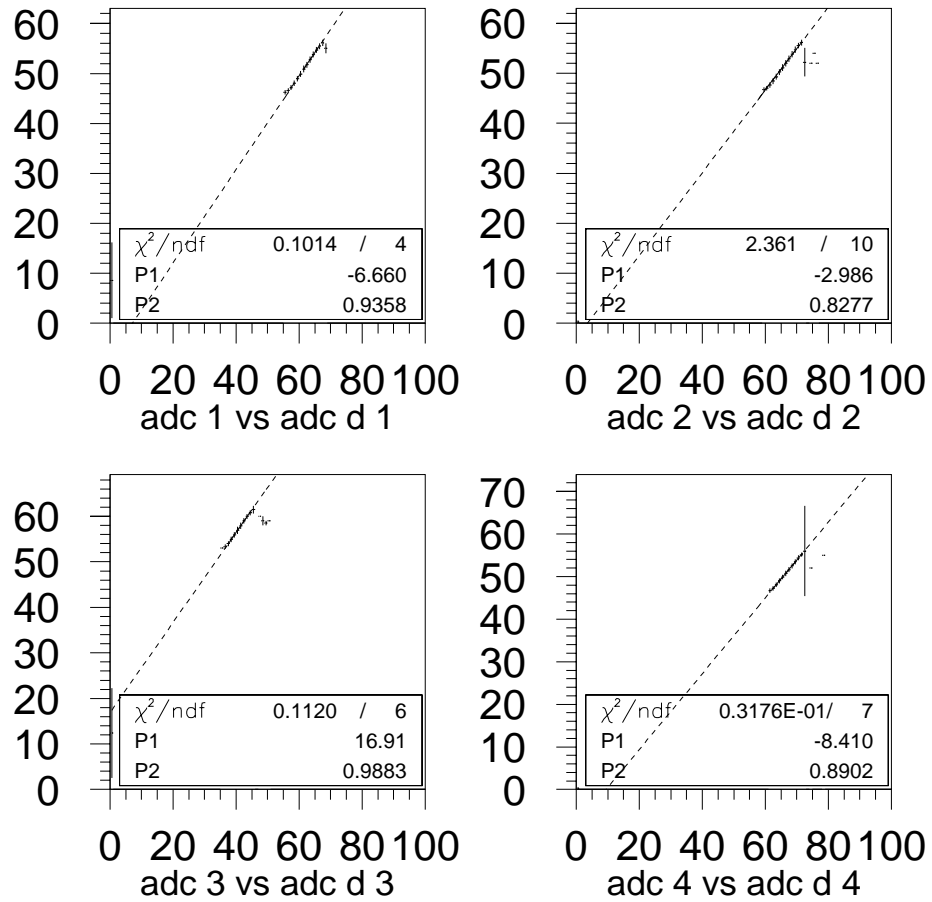 60
50
40
30
20
10
0
χ²/ndf 0.1014 / 4
P1 -6.660
P2 0.9358
0 20 40 60 80 100
adc 1 vs adc d 1
60
50
40
30
20
10
0
χ²/ndf 2.361 / 10
P1 -2.986
P2 0.8277
0 20 40 60 80 100
adc 2 vs adc d 2
60
50
40
30
20
10
0
χ²/ndf 0.1120 / 6
P1 16.91
P2 0.9883
0 20 40 60 80 100
adc 3 vs adc d 3
70
60
50
40
30
20
10
0
χ²/ndf 0.3176E-01/ 7
P1 -8.410
P2 0.8902
0 20 40 60 80 100
adc 4 vs adc d 4